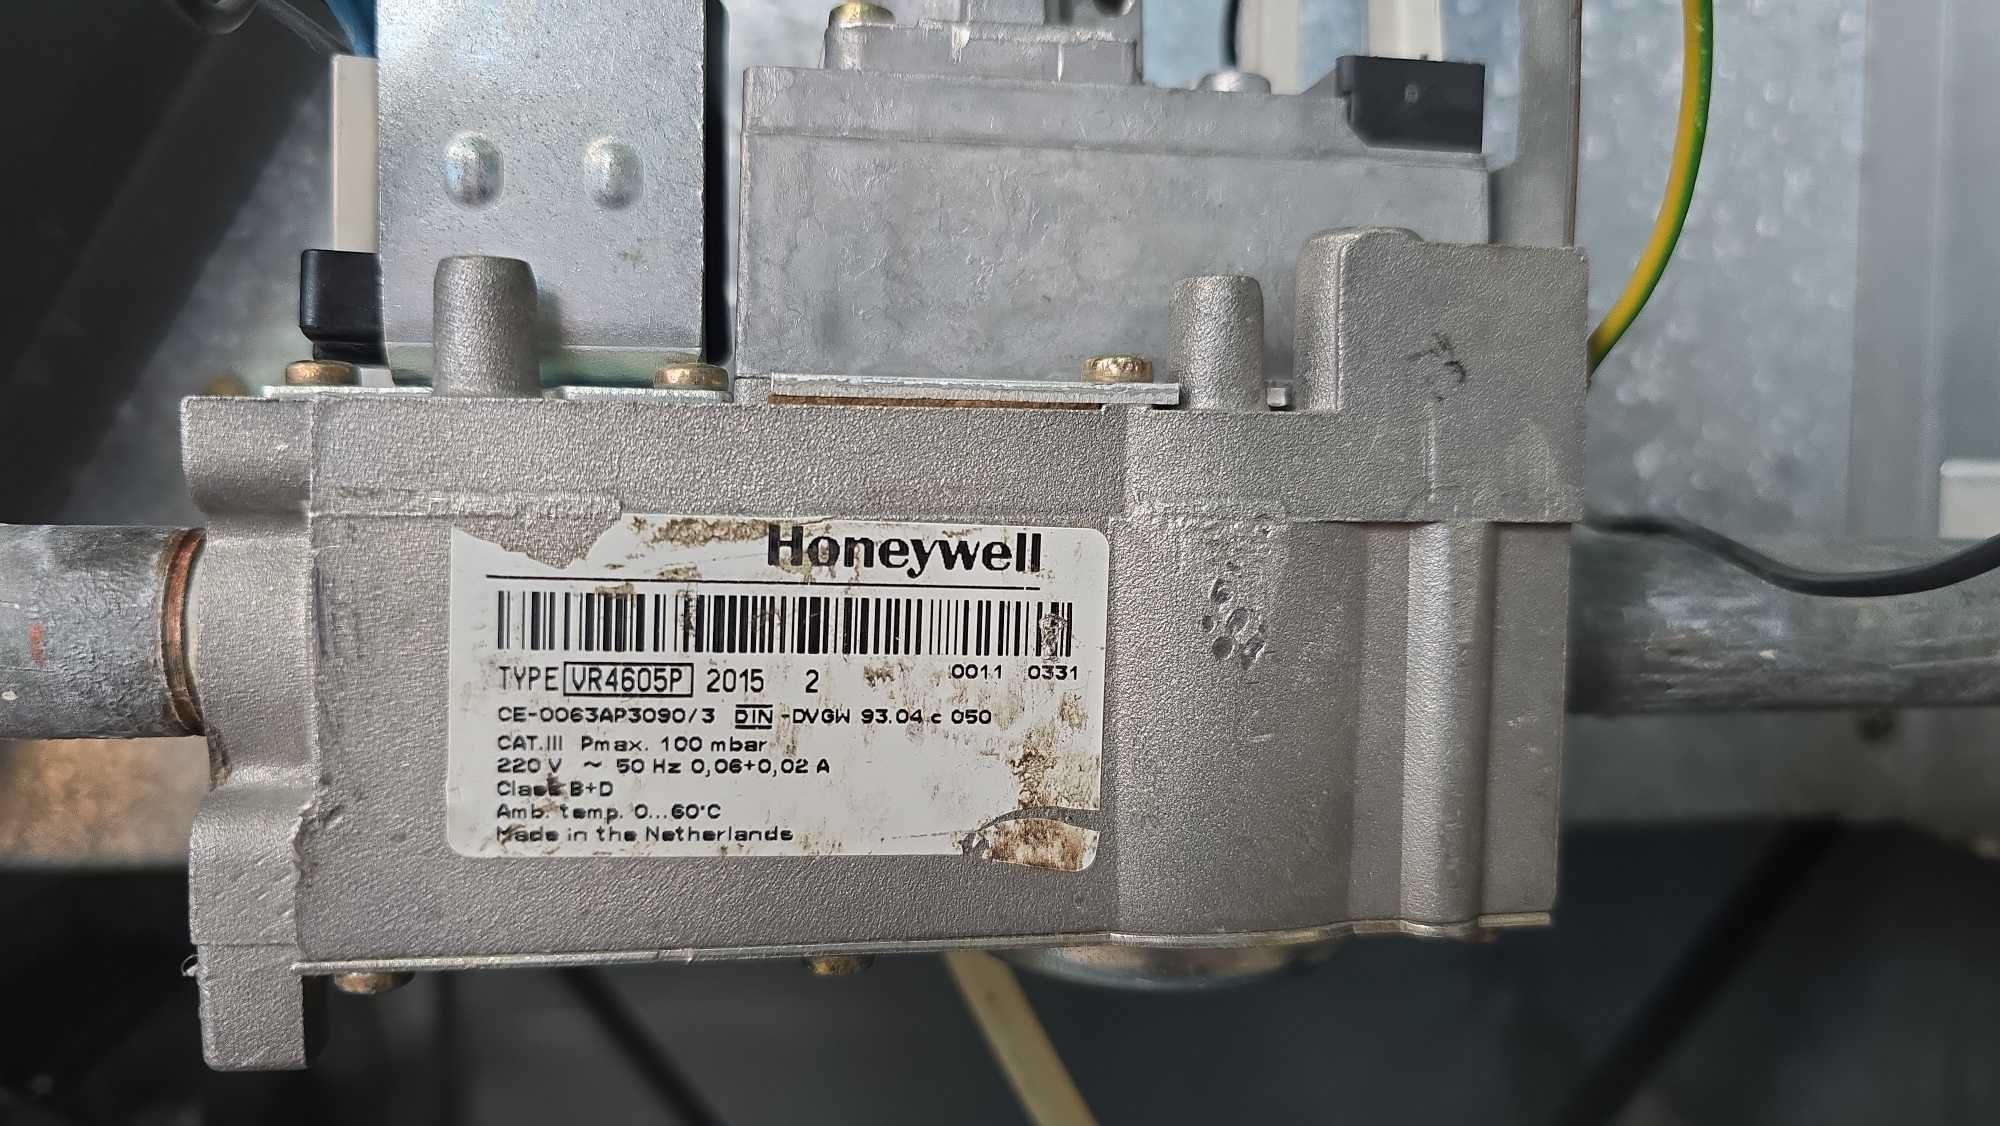 Honeywell
TYPE VR4605P 2015 2 0011 0331
CE-0063AP3090/3 DIN-DVGW 93.04 c 050
CAT.III Pmax. 100 mbar
220 V ~ 50 Hz 0,06+0,02 A
Class B+D
Amb. temp. 0...60°C
Made in the Netherlands